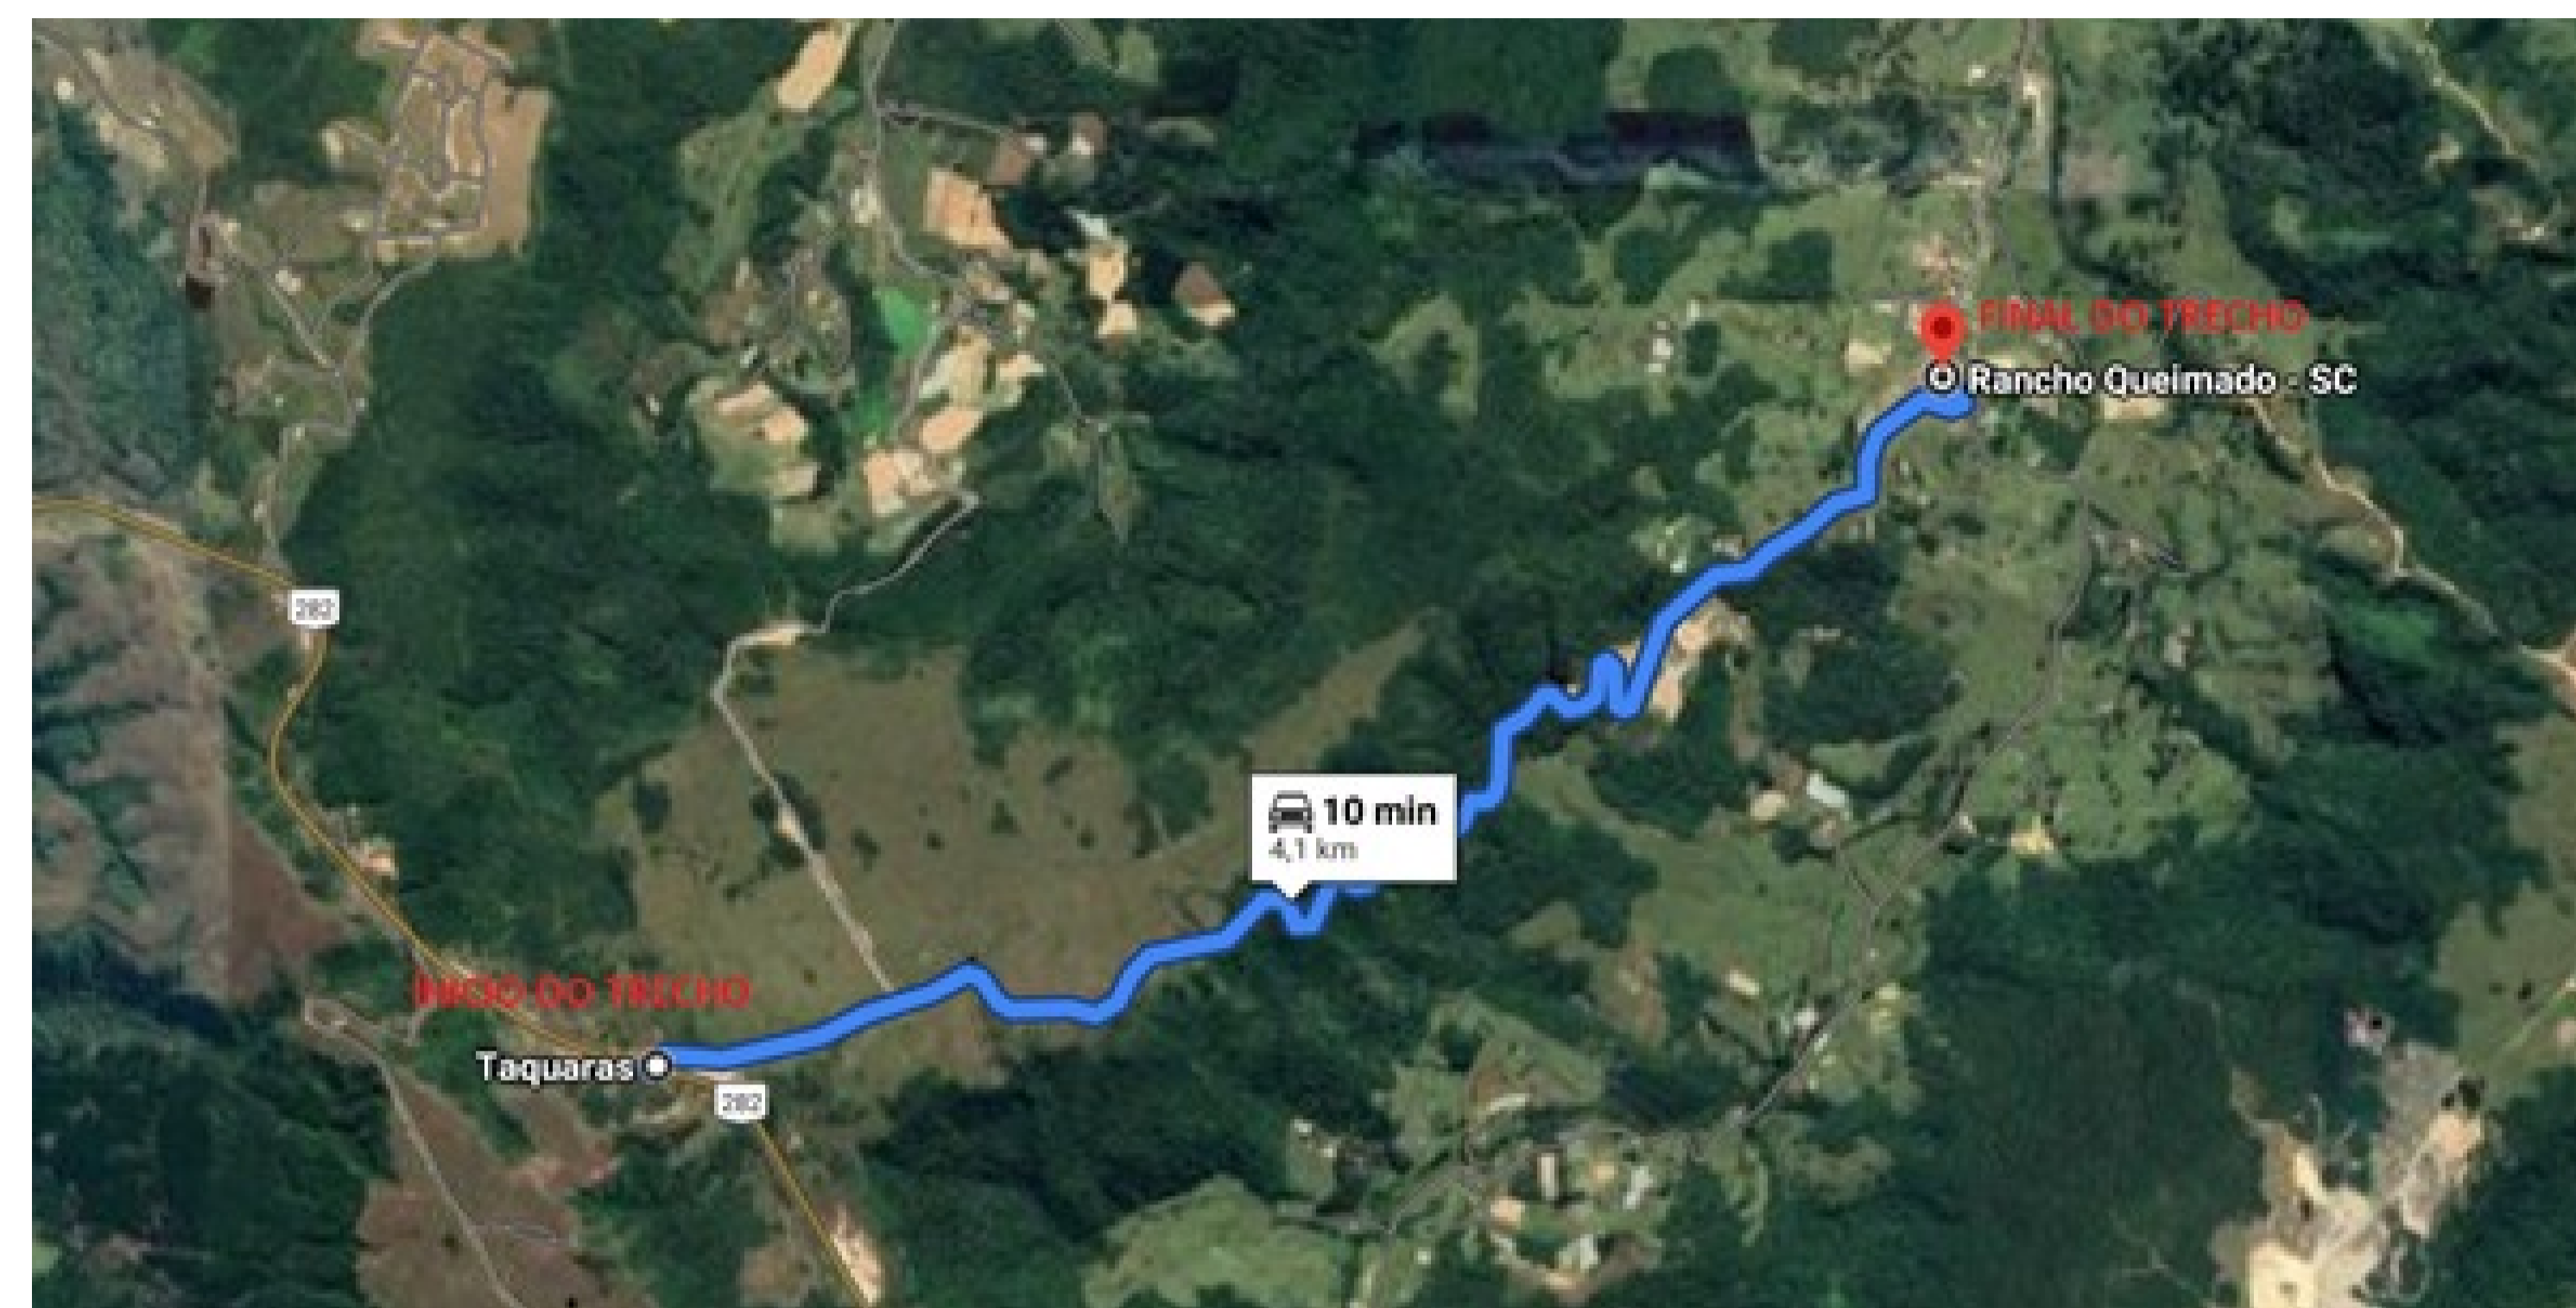 FINAL DO TRECHO
Rancho Queimado - SC
282
10 min
4,1 km
INICIO DO TRECHO
Taquaras
282